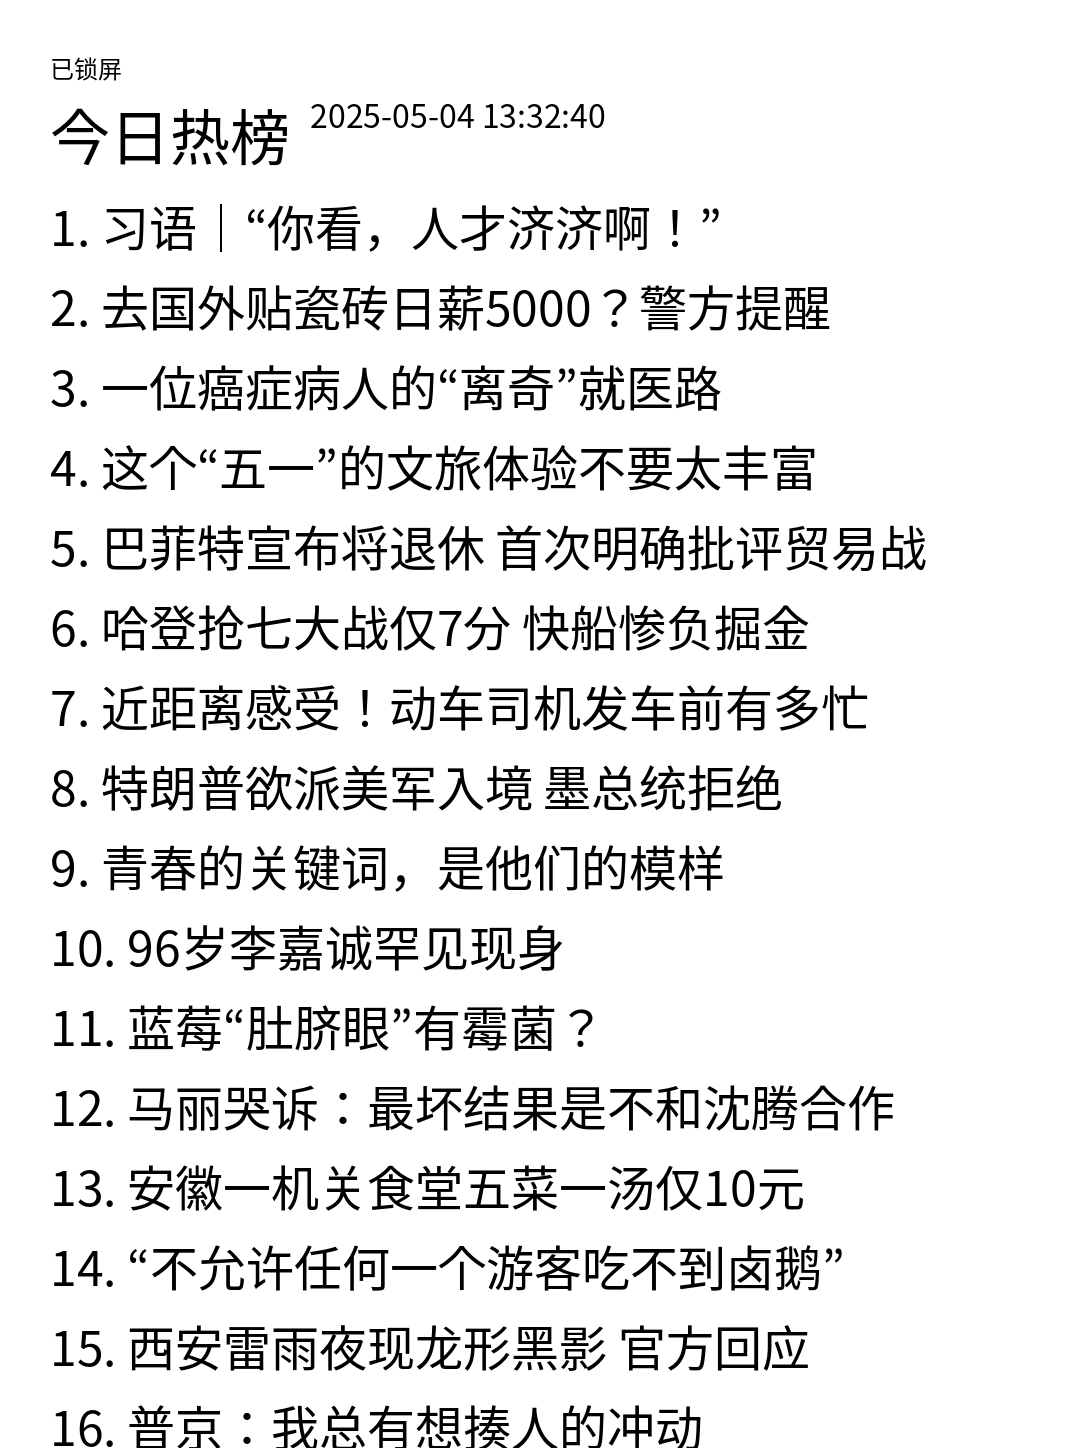 已锁屏
今日热榜 2025-05-04 13:32:40
1. 习语｜“你看，人才济济啊！”
2. 去国外贴瓷砖日薪5000？警方提醒
3. 一位癌症病人的“离奇”就医路
4. 这个“五一”的文旅体验不要太丰富
5. 巴菲特宣布将退休 首次明确批评贸易战
6. 哈登抢七大战仅7分 快船惨负掘金
7. 近距离感受！动车司机发车前有多忙
8. 特朗普欲派美军入境 墨总统拒绝
9. 青春的关键词，是他们的模样
10. 96岁李嘉诚罕见现身
11. 蓝莓“肚脐眼”有霉菌？
12. 马丽哭诉：最坏结果是不和沈腾合作
13. 安徽一机关食堂五菜一汤仅10元
14. “不允许任何一个游客吃不到卤鹅”
15. 西安雷雨夜现龙形黑影 官方回应
16. 普京：我总有想揍人的冲动